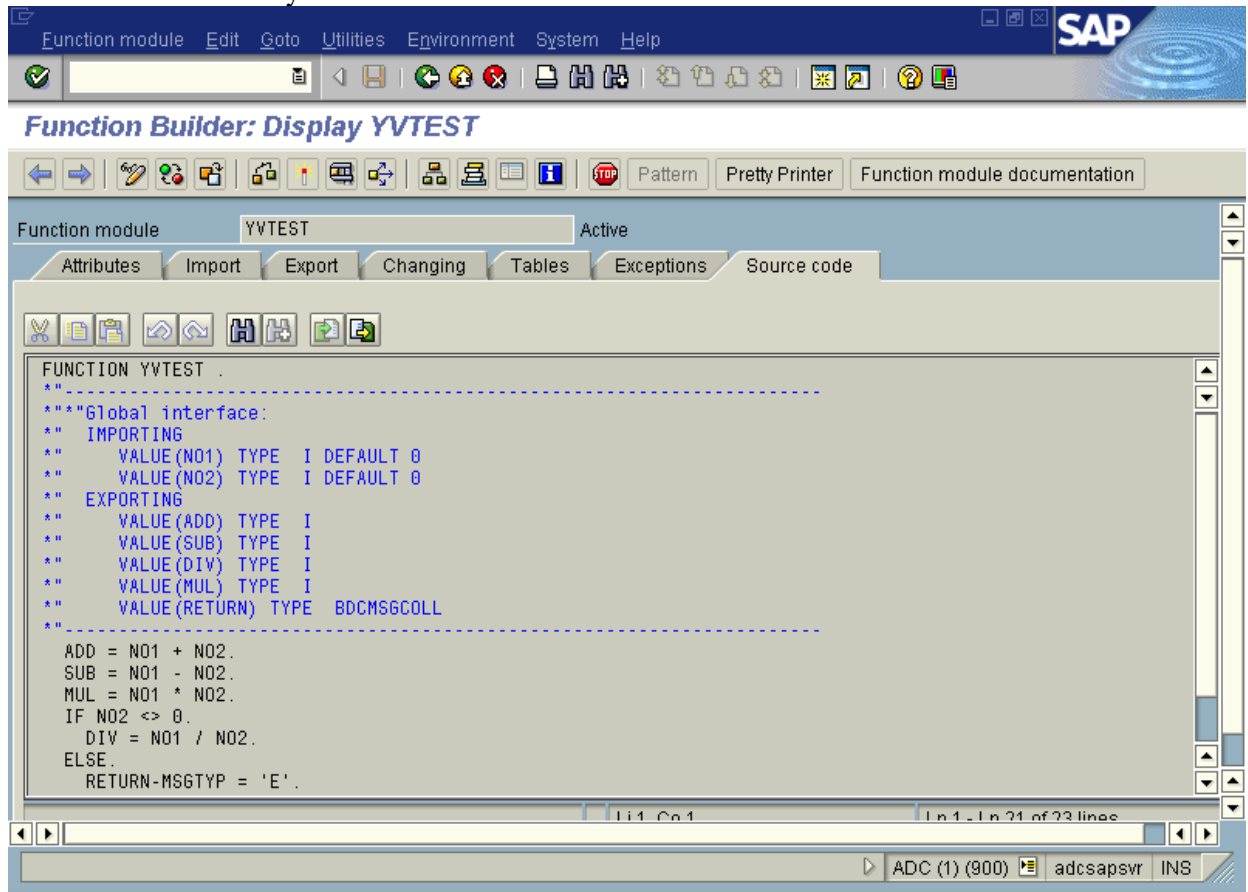 Function module Edit Goto Utilities Environment System Help
SAP
Function Builder: Display YVTEST
STOP Pattern Pretty Printer Function module documentation
Function module YVTEST Active
Attributes Import Export Changing Tables Exceptions Source code
FUNCTION YVTEST .
*"----------------------------------------------------------------------
*"*"Global interface:
*" IMPORTING
*" VALUE(NO1) TYPE I DEFAULT 0
*" VALUE(NO2) TYPE I DEFAULT 0
*" EXPORTING
*" VALUE(ADD) TYPE I
*" VALUE(SUB) TYPE I
*" VALUE(DIV) TYPE I
*" VALUE(MUL) TYPE I
*" VALUE(RETURN) TYPE BDCMSGCOLL
*"----------------------------------------------------------------------
ADD = NO1 + NO2.
SUB = NO1 - NO2.
MUL = NO1 * NO2.
IF NO2 <> 0.
DIV = NO1 / NO2.
ELSE.
RETURN-MSGTYP = 'E'.
Li 1, Co 1 Ln 1 - Ln 21 of 23 lines
ADC (1) (900) adcsapsvr INS